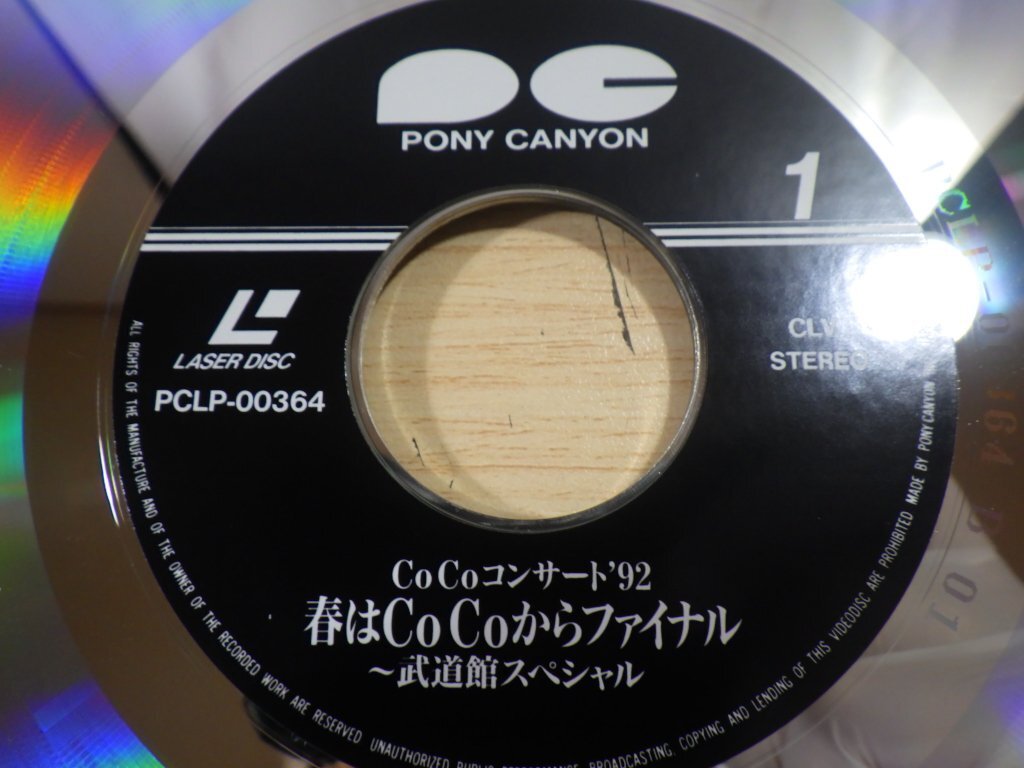 PONY CANYON
1
LASER DISC
PCLP-00364
CLV
STEREO
CoCoコンサート'92
春はCoCoからファイナル
～武道館スペシャル
ALL RIGHTS OF THE MANUFACTURE AND OF THE OWNER OF THE RECORDED WORK ARE RESERVED UNAUTHORIZED PUBLIC PERFORMANCE, BROADCASTING, COPYING AND LENDING OF THIS VIDEODISC ARE PROHIBITED MADE BY PONY CANYON